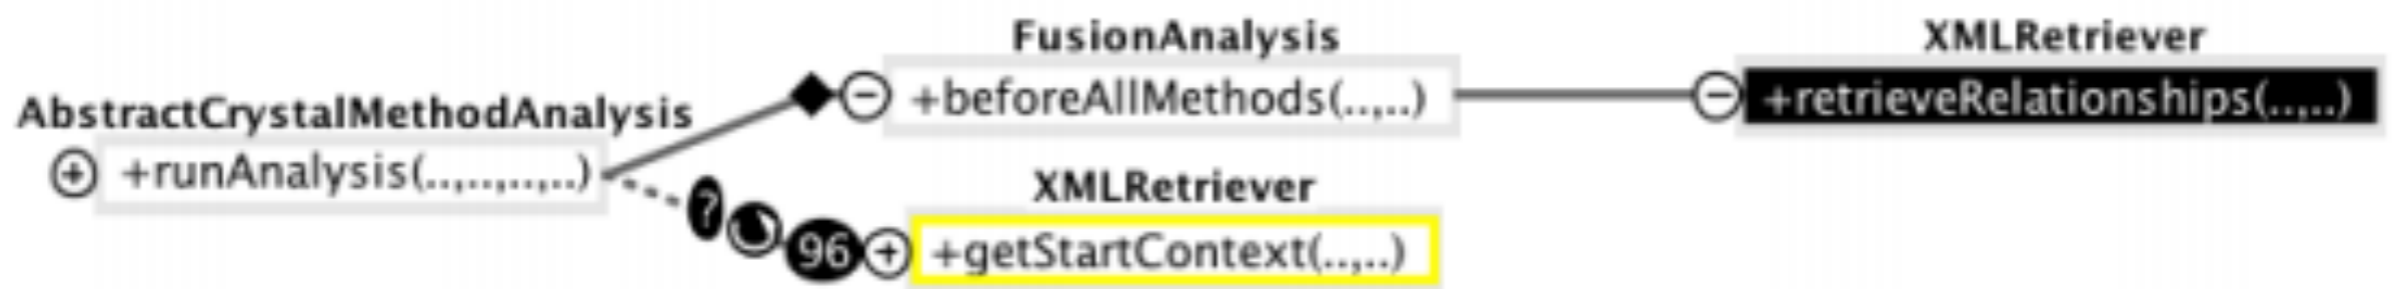 FusionAnalysis
XMLRetriever
AbstractCrystalMethodAnalysis
+beforeAllMethods(..,..)
+retrieveRelationships(..,..)
+runAnalysis(..,..,..,..)
XMLRetriever
?
96
+getStartContext(..,..)